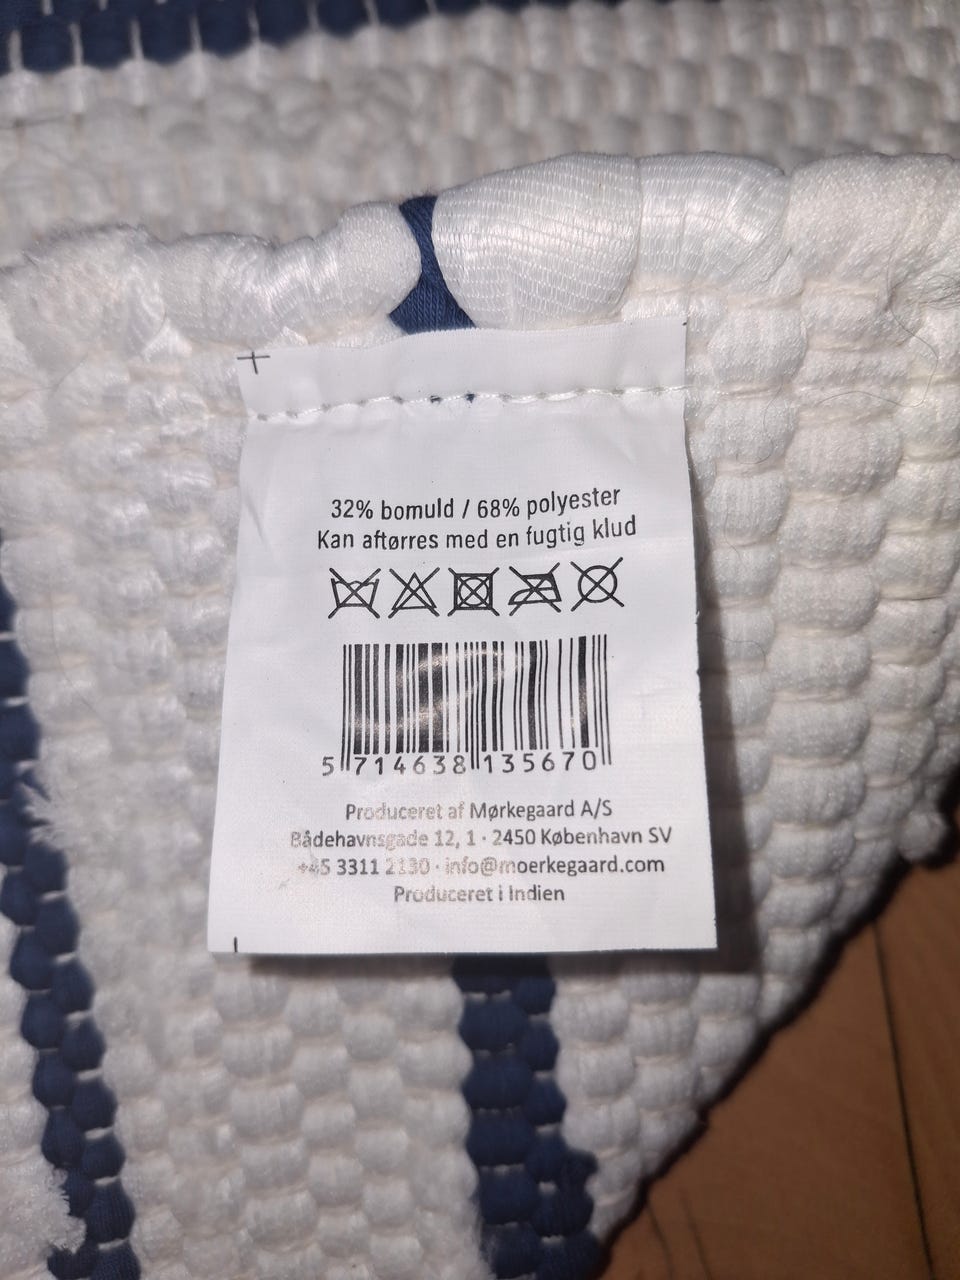 32% bomuld / 68% polyester
Kan aftørres med en fugtig klud
5 714638 135670
Produceret af Mørkegaard A/S
Bådehavnsgade 12, 1 · 2450 København SV
+45 3311 2130 · info@moerkegaard.com
Produceret i Indien